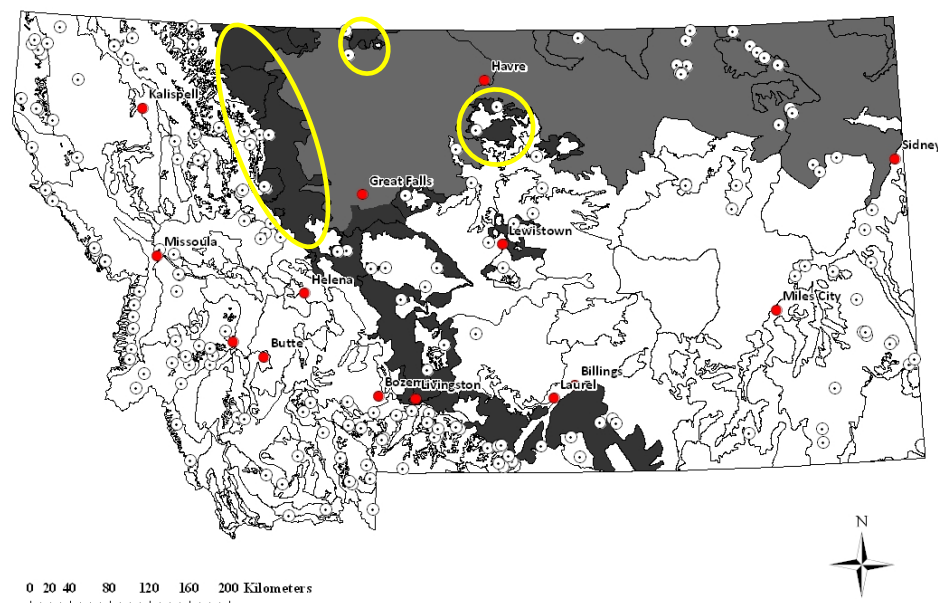 Havre
Kalispell
Sidney
Great Falls
Lewistown
Missoula
Helena
Miles City
Butte
Billings
Bozem
Livingston
Laurel
N
0 20 40 80 120 160 200 Kilometers